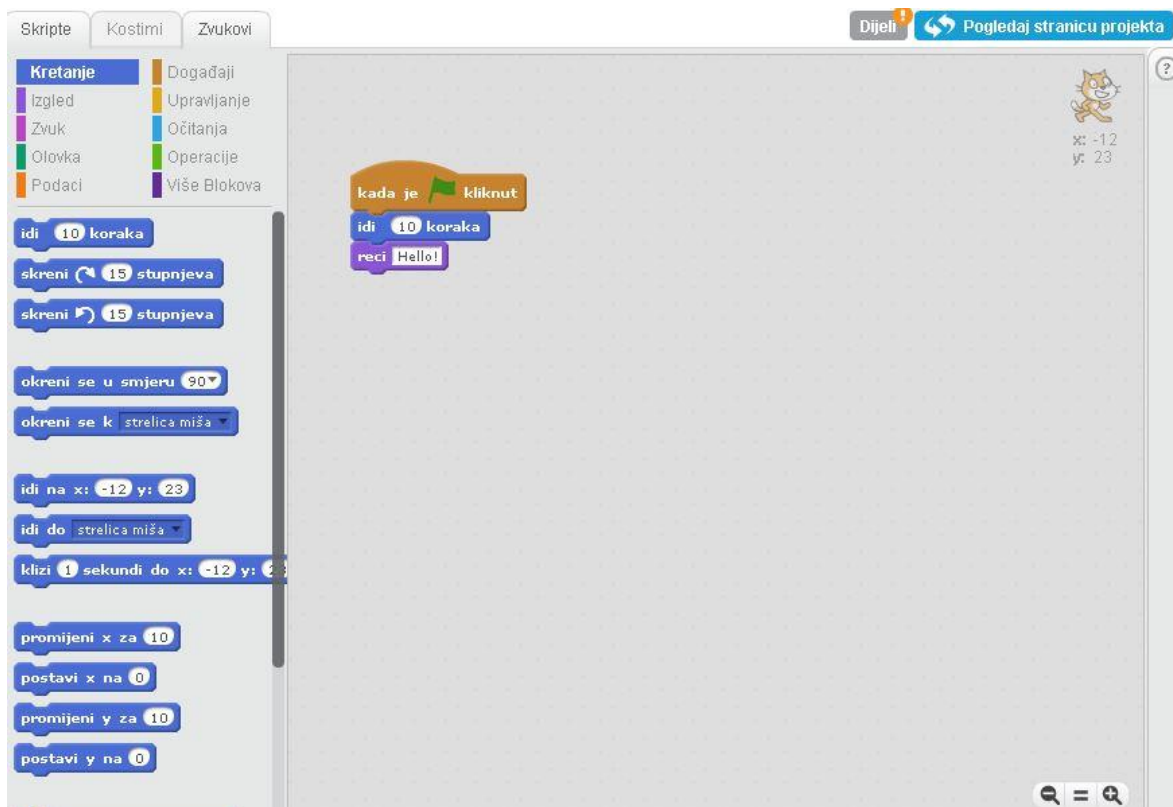 Skripte Kostimi Zvukovi Dijeli ! Pogledaj stranicu projekta
Kretanje Događaji
Izgled Upravljanje
Zvuk Očitanja
Olovka Operacije
Podaci Više Blokova
idi 10 koraka
skreni 15 stupnjeva
skreni 15 stupnjeva
okreni se u smjeru 90
okreni se k strelica miša
idi na x: -12 y: 23
idi do strelica miša
klizi 1 sekundi do x: -12 y:
promijeni x za 10
postavi x na 0
promijeni y za 10
postavi y na 0
kada je kliknut
idi 10 koraka
reci Hello!
x: -12
y: 23
?
=